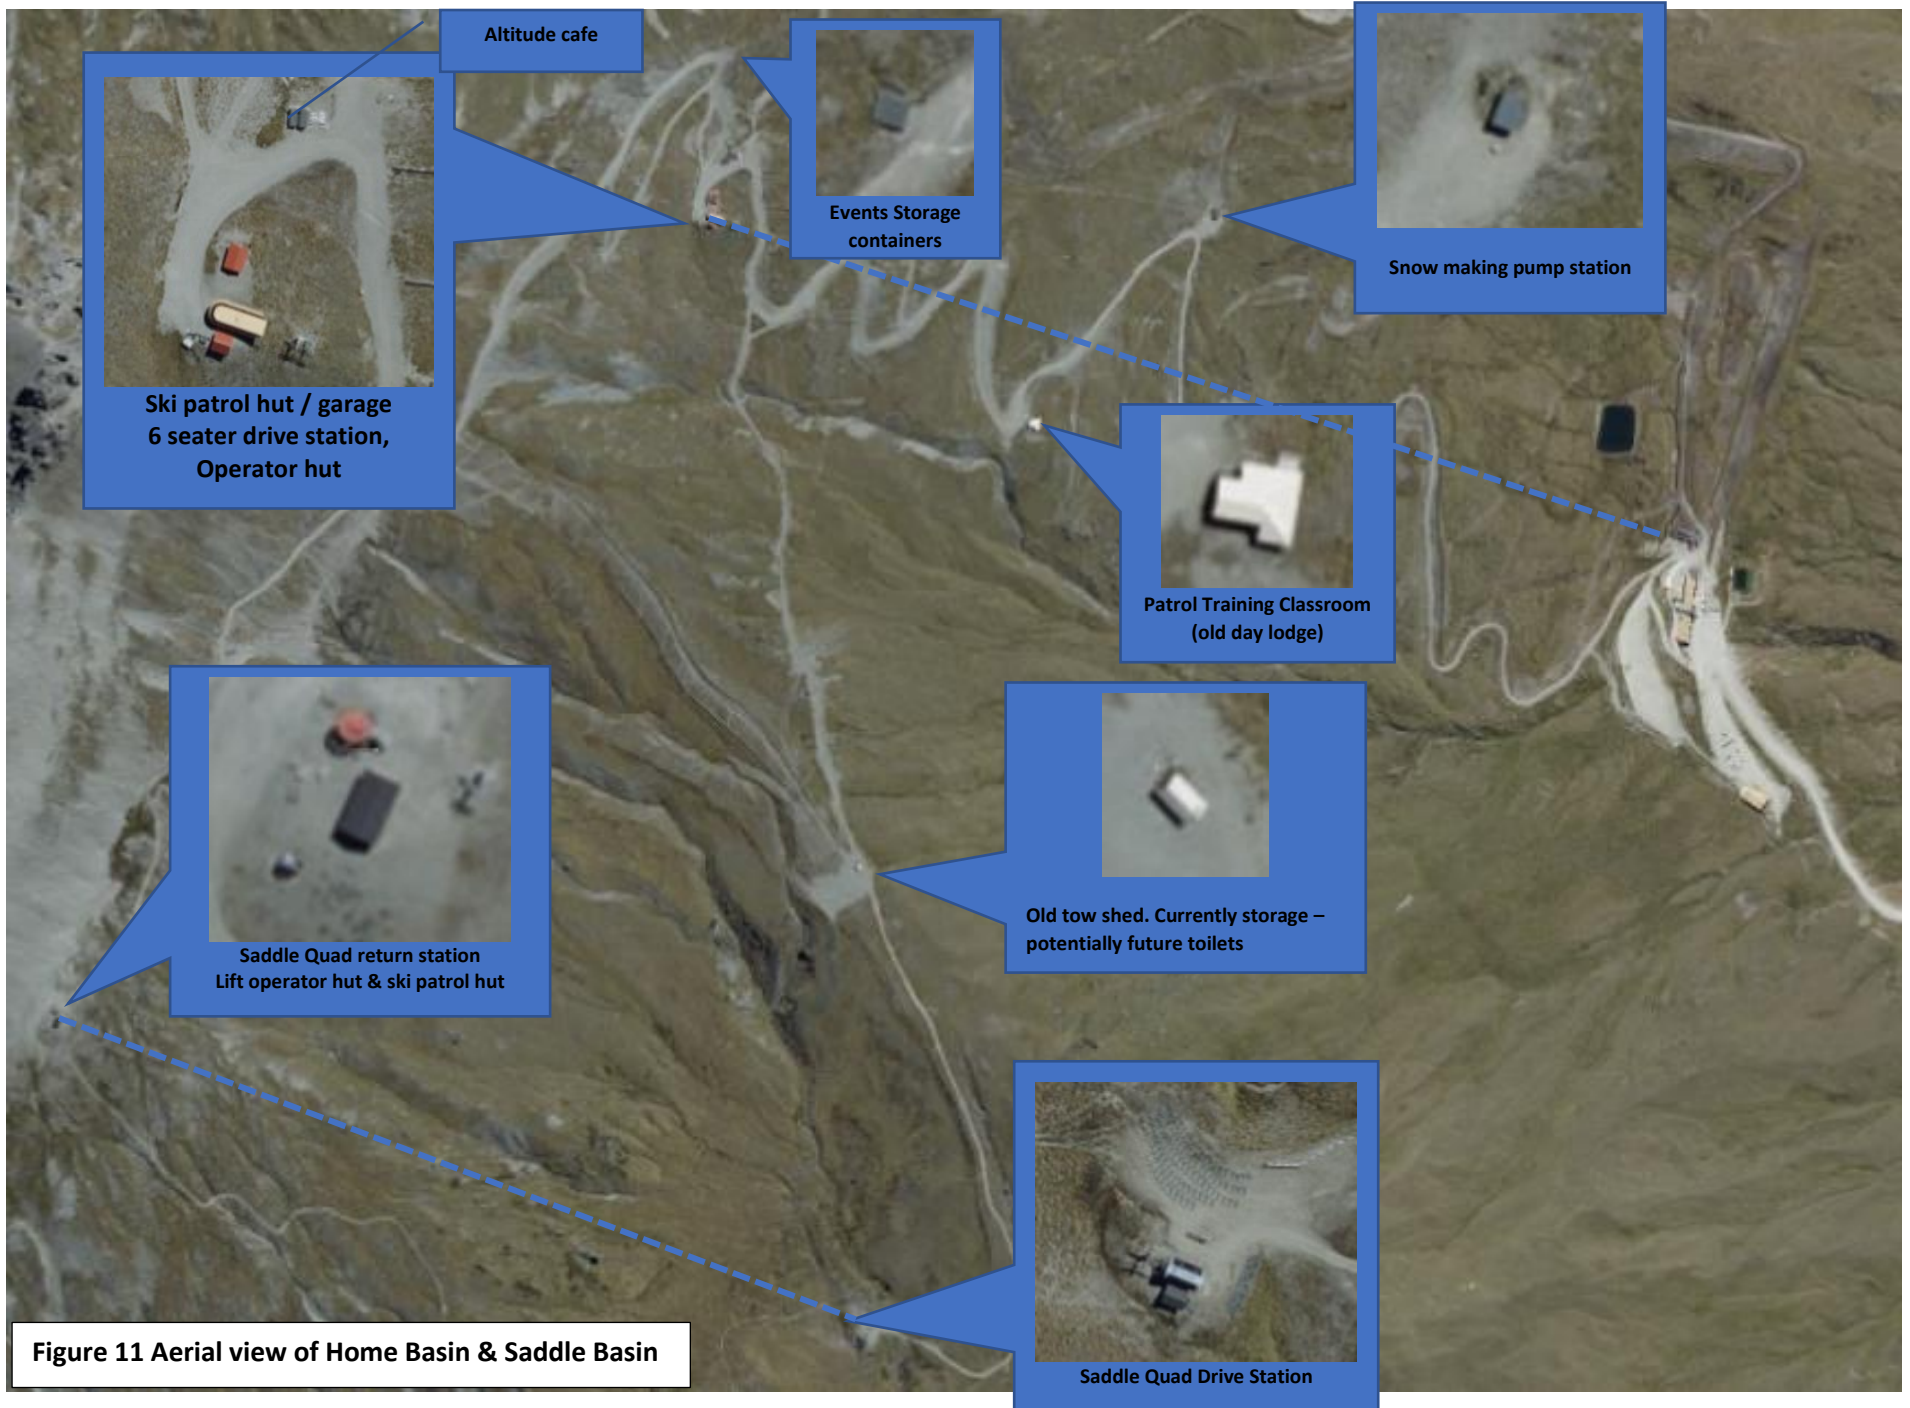 Altitude cafe
Events Storage
containers
Snow making pump station
Ski patrol hut / garage
6 seater drive station,
Operator hut
Patrol Training Classroom
(old day lodge)
Saddle Quad return station
Lift operator hut & ski patrol hut
Old tow shed. Currently storage –
potentially future toilets
Saddle Quad Drive Station
Figure 11 Aerial view of Home Basin & Saddle Basin